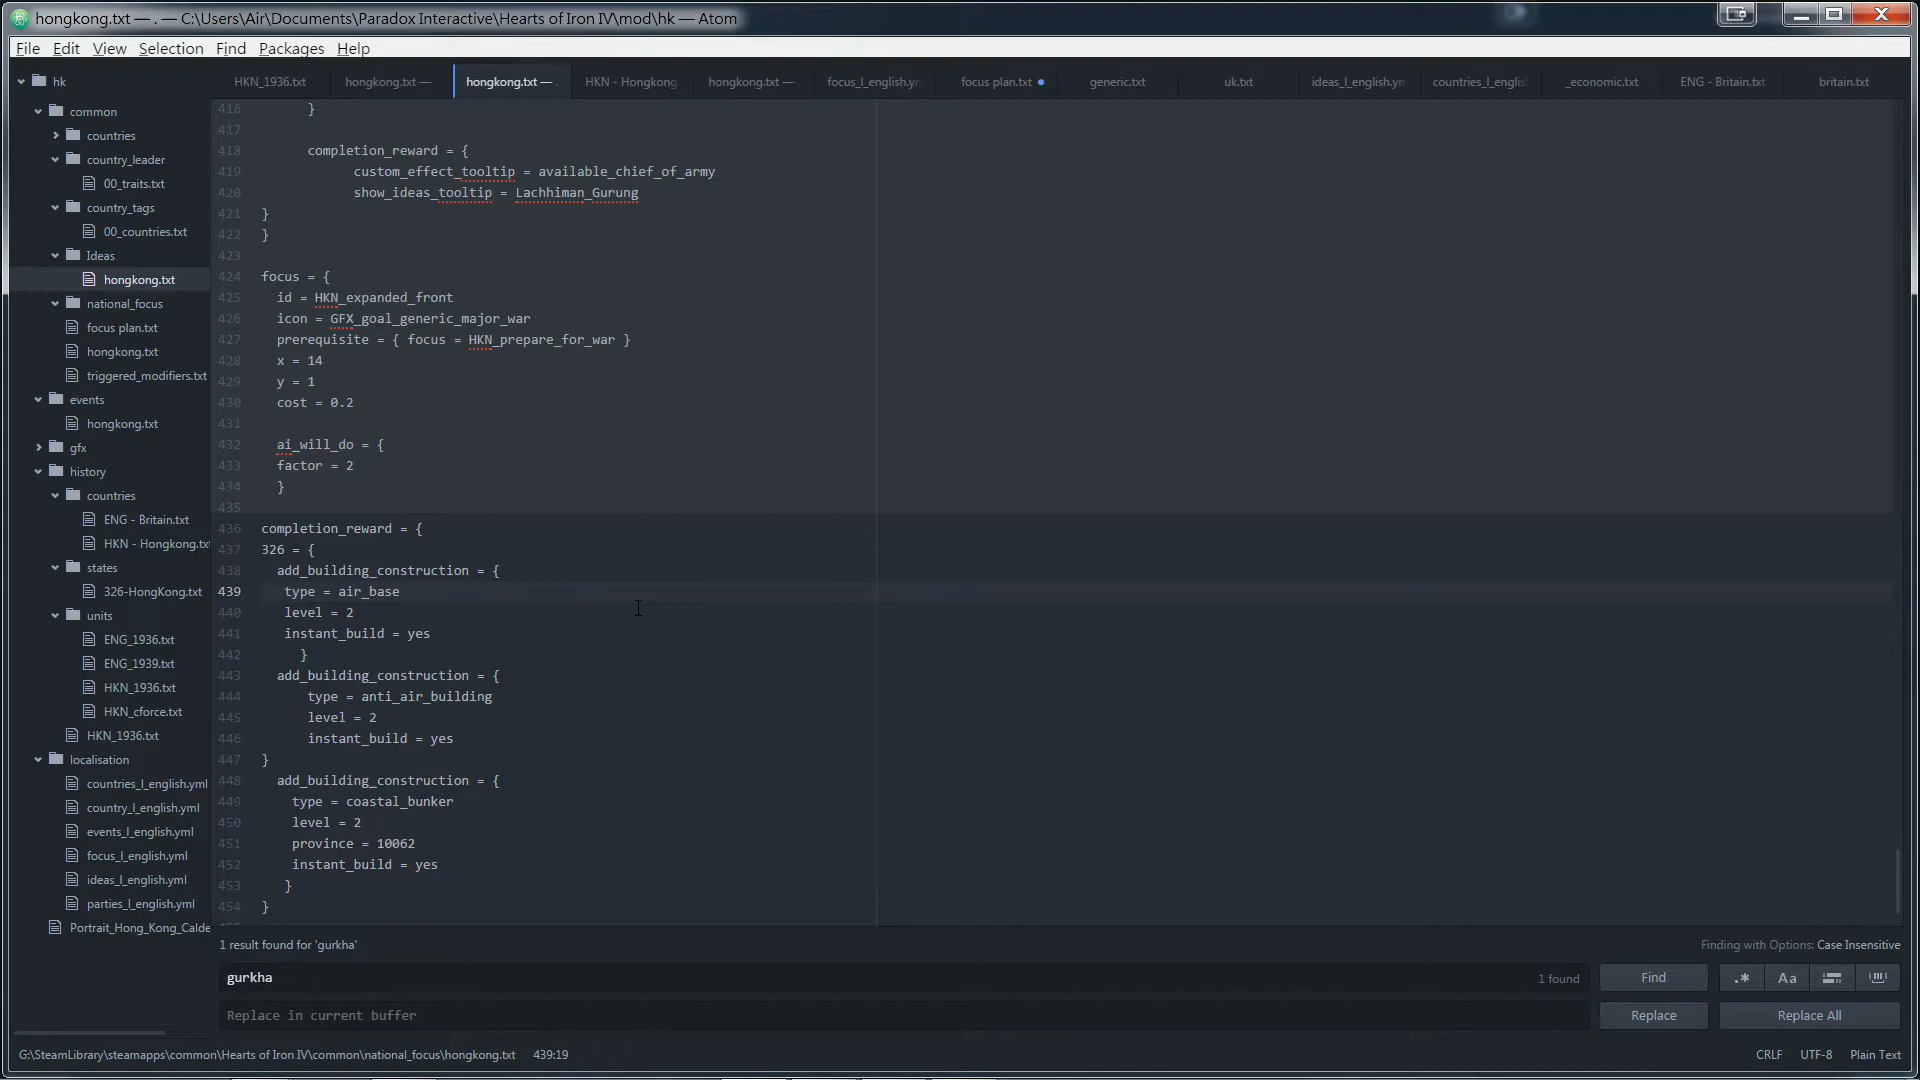 hongkong.txt — . — C:\Users\Air\Documents\Paradox Interactive\Hearts of Iron IV\mod\hk — Atom
File Edit View Selection Find Packages Help
hk
common
countries
country_leader
00_traits.txt
country_tags
00_countries.txt
Ideas
hongkong.txt
national_focus
focus plan.txt
hongkong.txt
triggered_modifiers.txt
events
hongkong.txt
gfx
history
countries
ENG - Britain.txt
HKN - Hongkong.txt
states
326-HongKong.txt
units
ENG_1936.txt
ENG_1939.txt
HKN_1936.txt
HKN_cforce.txt
HKN_1936.txt
localisation
countries_l_english.yml
country_l_english.yml
events_l_english.yml
focus_l_english.yml
ideas_l_english.yml
parties_l_english.yml
Portrait_Hong_Kong_Calde
HKN_1936.txt hongkong.txt — hongkong.txt — . HKN - Hongkong hongkong.txt — focus_l_english.ym focus plan.txt generic.txt uk.txt ideas_l_english.ym countries_l_englis _economic.txt ENG - Britain.txt britain.txt
416 }
417
418 completion_reward = {
419 custom_effect_tooltip = available_chief_of_army
420 show_ideas_tooltip = Lachhiman_Gurung
421 }
422 }
423
424 focus = {
425 id = HKN_expanded_front
426 icon = GFX_goal_generic_major_war
427 prerequisite = { focus = HKN_prepare_for_war }
428 x = 14
429 y = 1
430 cost = 0.2
431
432 ai_will_do = {
433 factor = 2
434 }
435
436 completion_reward = {
437 326 = {
438 add_building_construction = {
439 type = air_base
440 level = 2
441 instant_build = yes
442 }
443 add_building_construction = {
444 type = anti_air_building
445 level = 2
446 instant_build = yes
447 }
448 add_building_construction = {
449 type = coastal_bunker
450 level = 2
451 province = 10062
452 instant_build = yes
453 }
454 }
1 result found for 'gurkha' Finding with Options: Case Insensitive
gurkha 1 found Find .* Aa
Replace in current buffer Replace Replace All
G:\SteamLibrary\steamapps\common\Hearts of Iron IV\common\national_focus\hongkong.txt 439:19 CRLF UTF-8 Plain Text